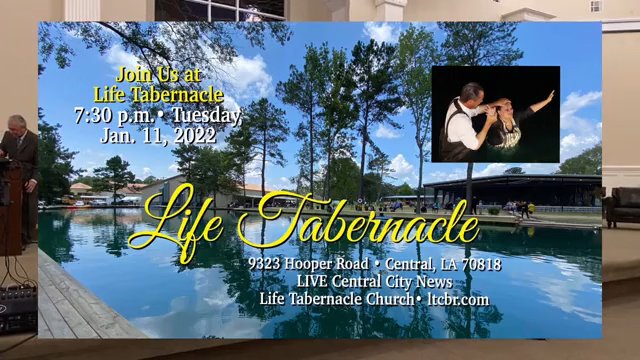 Join Us at
Life Tabernacle
7:30 p.m. • Tuesday,
Jan. 11, 2022
Life Tabernacle
9323 Hooper Road • Central, LA 70818
LIVE Central City News
Life Tabernacle Church • ltcbr.com